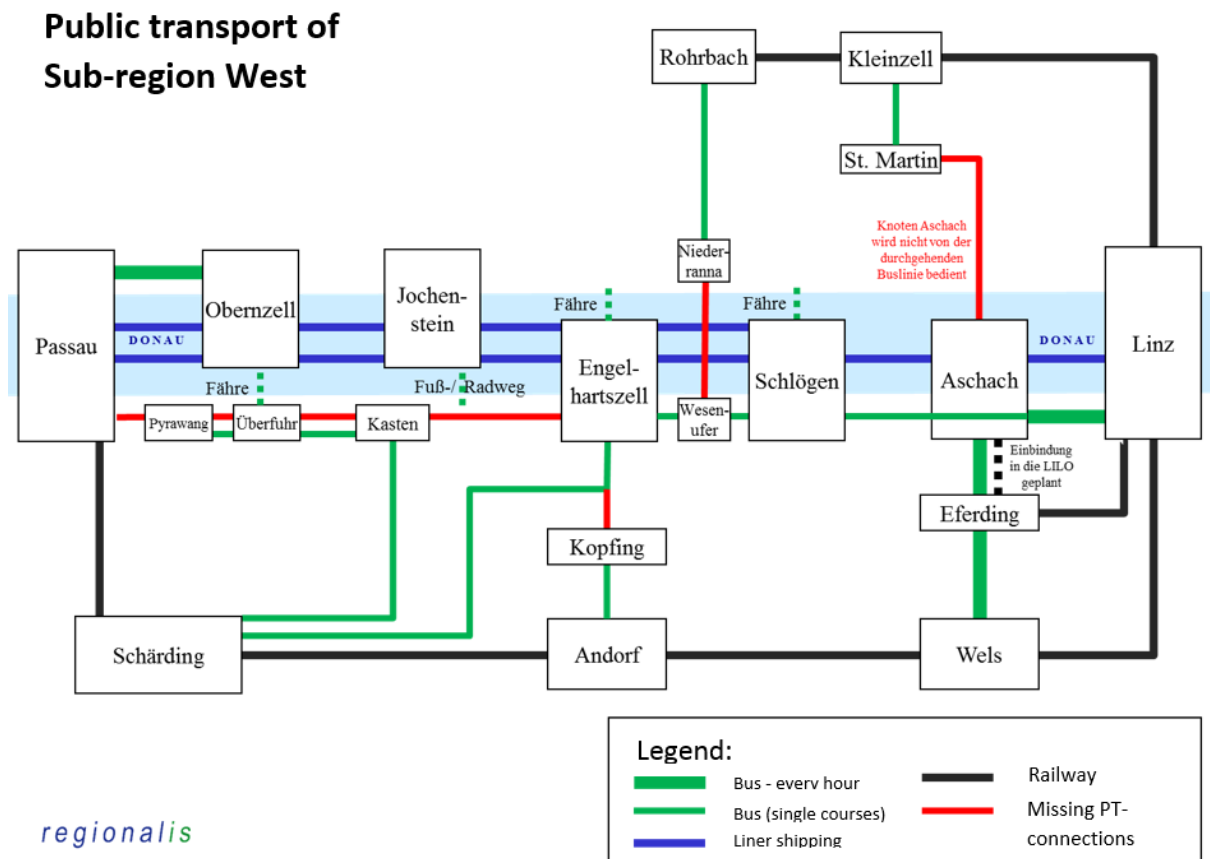 Public transport of
Sub-region West
Rohrbach
Kleinzell
St. Martin
Knoten Aschach
wird nicht von der
durchgehenden
Buslinie bedient
Nieder-
ranna
Passau
Obernzell
Jochen-
stein
Fähre
Fähre
DONAU
DONAU
Engel-
hartszell
Schlögen
Aschach
Linz
Fähre
Fuß-/ Radweg
Pyrawang
Überfuhr
Kasten
Wesen-
ufer
Einbindung
in die LILO
geplant
Eferding
Kopfing
Schärding
Andorf
Wels
Legend:
Bus - every hour
Bus (single courses)
Liner shipping
Railway
Missing PT-
connections
regionalis